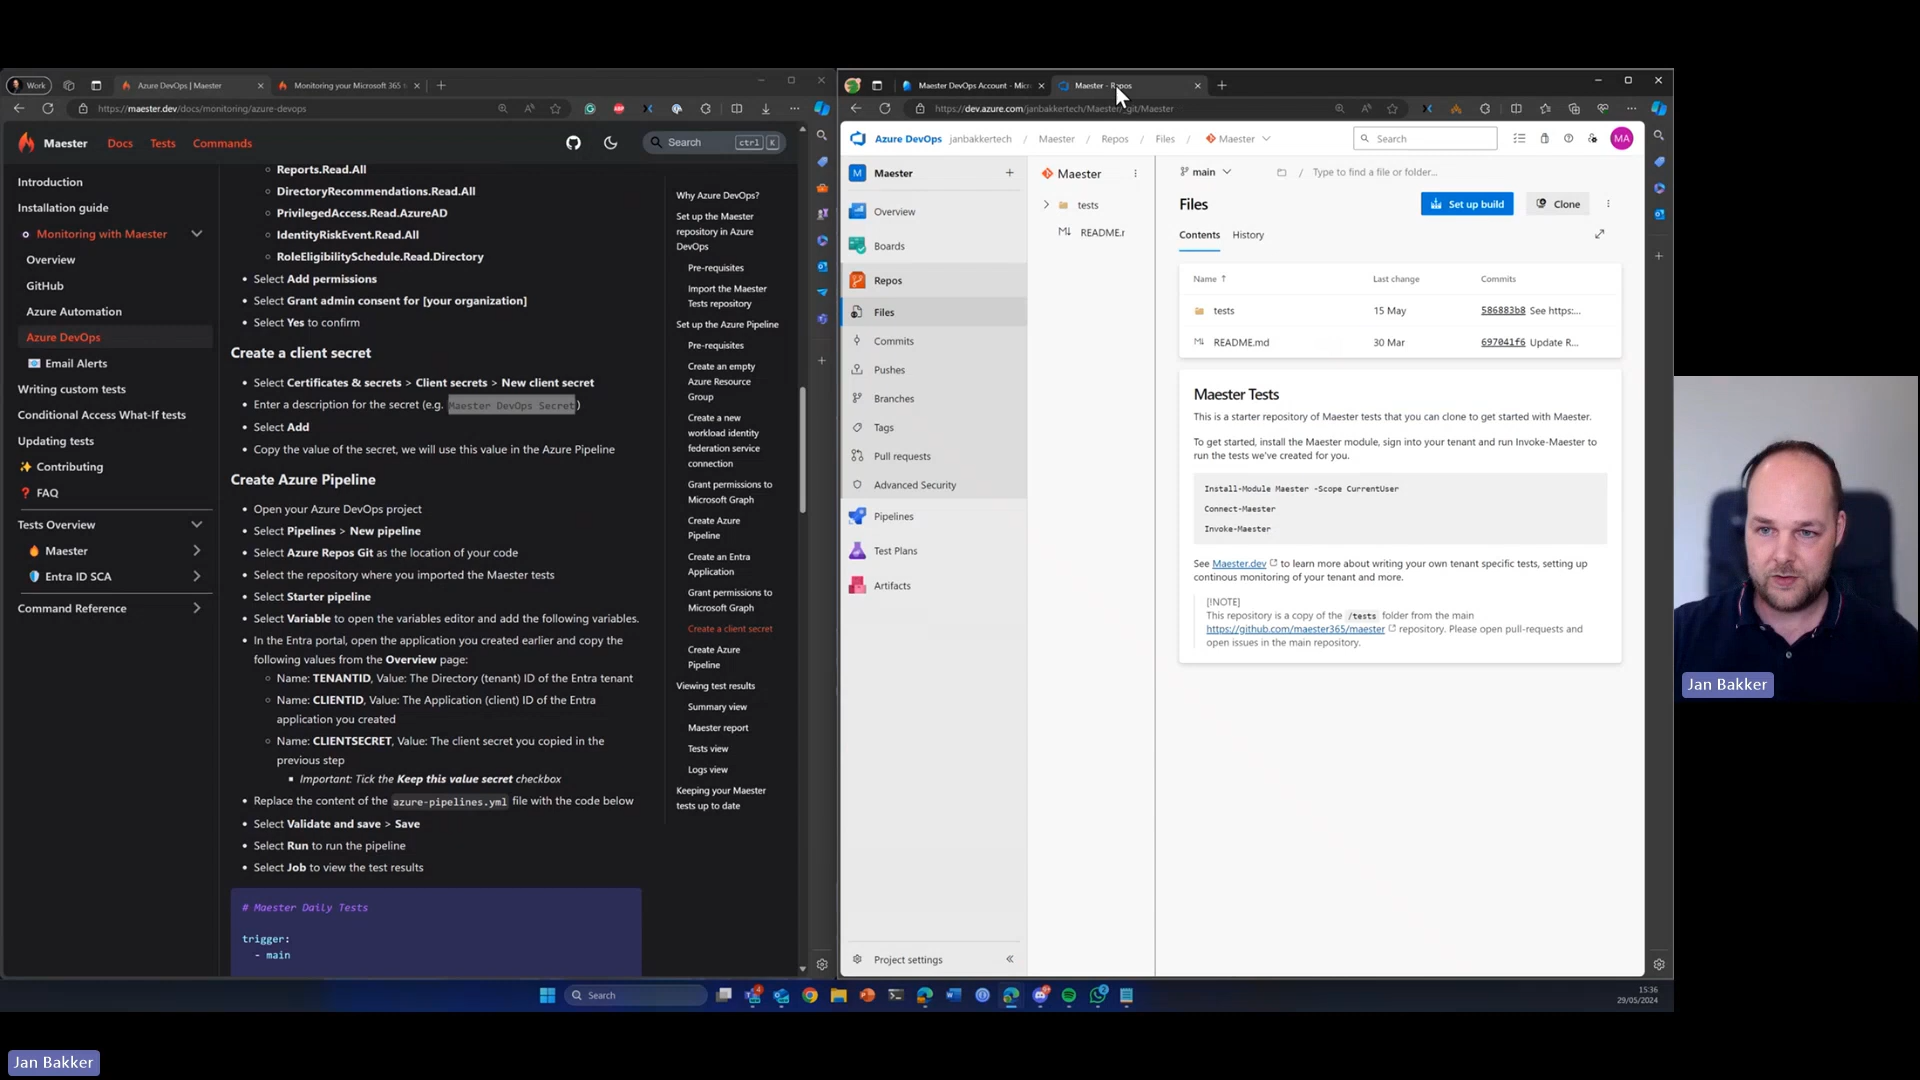 Work
Azure DevOps | Maester
Monitoring your Microsoft 365 t
https://maester.dev/docs/monitoring/azure-devops
Maester
Docs
Tests
Commands
Search
ctrl
K
Introduction
Installation guide
Monitoring with Maester
Overview
GitHub
Azure Automation
Azure DevOps
Email Alerts
Writing custom tests
Conditional Access What-If tests
Updating tests
Contributing
FAQ
Tests Overview
Maester
Entra ID SCA
Command Reference
Reports.Read.All
DirectoryRecommendations.Read.All
PrivilegedAccess.Read.AzureAD
IdentityRiskEvent.Read.All
RoleEligibilitySchedule.Read.Directory
Select Add permissions
Select Grant admin consent for [your organization]
Select Yes to confirm
Create a client secret
Select Certificates & secrets > Client secrets > New client secret
Enter a description for the secret (e.g. Maester DevOps Secret)
Select Add
Copy the value of the secret, we will use this value in the Azure Pipeline
Create Azure Pipeline
Open your Azure DevOps project
Select Pipelines > New pipeline
Select Azure Repos Git as the location of your code
Select the repository where you imported the Maester tests
Select Starter pipeline
Select Variable to open the variables editor and add the following variables.
In the Entra portal, open the application you created earlier and copy the
following values from the Overview page:
Name: TENANTID, Value: The Directory (tenant) ID of the Entra tenant
Name: CLIENTID, Value: The Application (client) ID of the Entra
application you created
Name: CLIENTSECRET, Value: The client secret you copied in the
previous step
Important: Tick the Keep this value secret checkbox
Replace the content of the azure-pipelines.yml file with the code below
Select Validate and save > Save
Select Run to run the pipeline
Select Job to view the test results
# Maester Daily Tests
trigger:
- main
Why Azure DevOps?
Set up the Maester
repository in Azure
DevOps
Pre-requisites
Import the Maester
Tests repository
Set up the Azure Pipeline
Pre-requisites
Create an empty
Azure Resource
Group
Create a new
workload identity
federation service
connection
Grant permissions to
Microsoft Graph
Create Azure
Pipeline
Create an Entra
Application
Grant permissions to
Microsoft Graph
Create a client secret
Create Azure
Pipeline
Viewing test results
Summary view
Maester report
Tests view
Logs view
Keeping your Maester
tests up to date
Maester DevOps Account - Micr
Maester - Repos
https://dev.azure.com/janbakkertech/Maester/_git/Maester
Azure DevOps
janbakkertech / Maester / Repos / Files / Maester
Search
MA
M
Maester
Overview
Boards
Repos
Files
Commits
Pushes
Branches
Tags
Pull requests
Advanced Security
Pipelines
Test Plans
Artifacts
Project settings
Maester
tests
README.r
main
/ Type to find a file or folder...
Files
Set up build
Clone
Contents
History
Name ↑
Last change
Commits
tests
15 May
586883b8 See https:...
README.md
30 Mar
697041f6 Update R...
Maester Tests
This is a starter repository of Maester tests that you can clone to get started with Maester.
To get started, install the Maester module, sign into your tenant and run Invoke-Maester to
run the tests we've created for you.
Install-Module Maester -Scope CurrentUser
Connect-Maester
Invoke-Maester
See Maester.dev to learn more about writing your own tenant specific tests, setting up
continous monitoring of your tenant and more.
[!NOTE]
This repository is a copy of the /tests folder from the main
https://github.com/maester365/maester repository. Please open pull-requests and
open issues in the main repository.
Jan Bakker
Search
15:36
29/05/2024
Jan Bakker